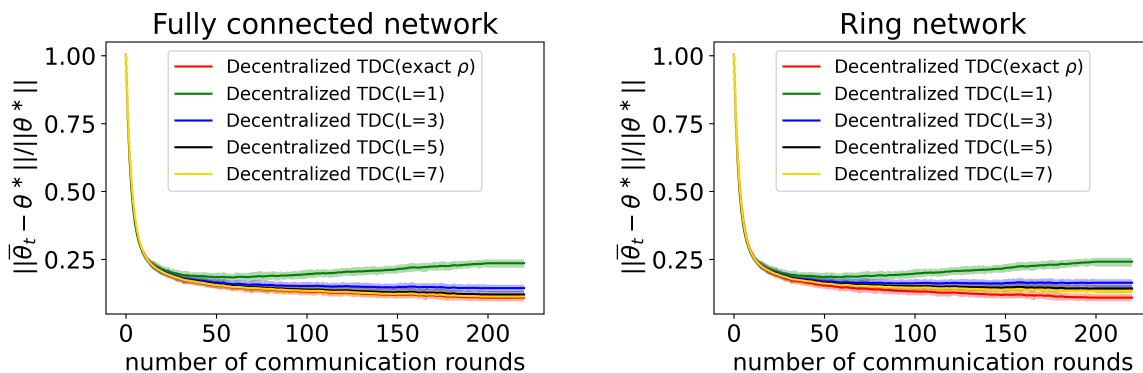 Fully connected network
1.00
0.75
0.50
0.25
||θ̅ₜ − θ*||/||θ*||
Decentralized TDC(exact ρ)
Decentralized TDC(L=1)
Decentralized TDC(L=3)
Decentralized TDC(L=5)
Decentralized TDC(L=7)
0 50 100 150 200
number of communication rounds
Ring network
1.00
0.75
0.50
0.25
||θ̅ₜ − θ*||/||θ*||
Decentralized TDC(exact ρ)
Decentralized TDC(L=1)
Decentralized TDC(L=3)
Decentralized TDC(L=5)
Decentralized TDC(L=7)
0 50 100 150 200
number of communication rounds